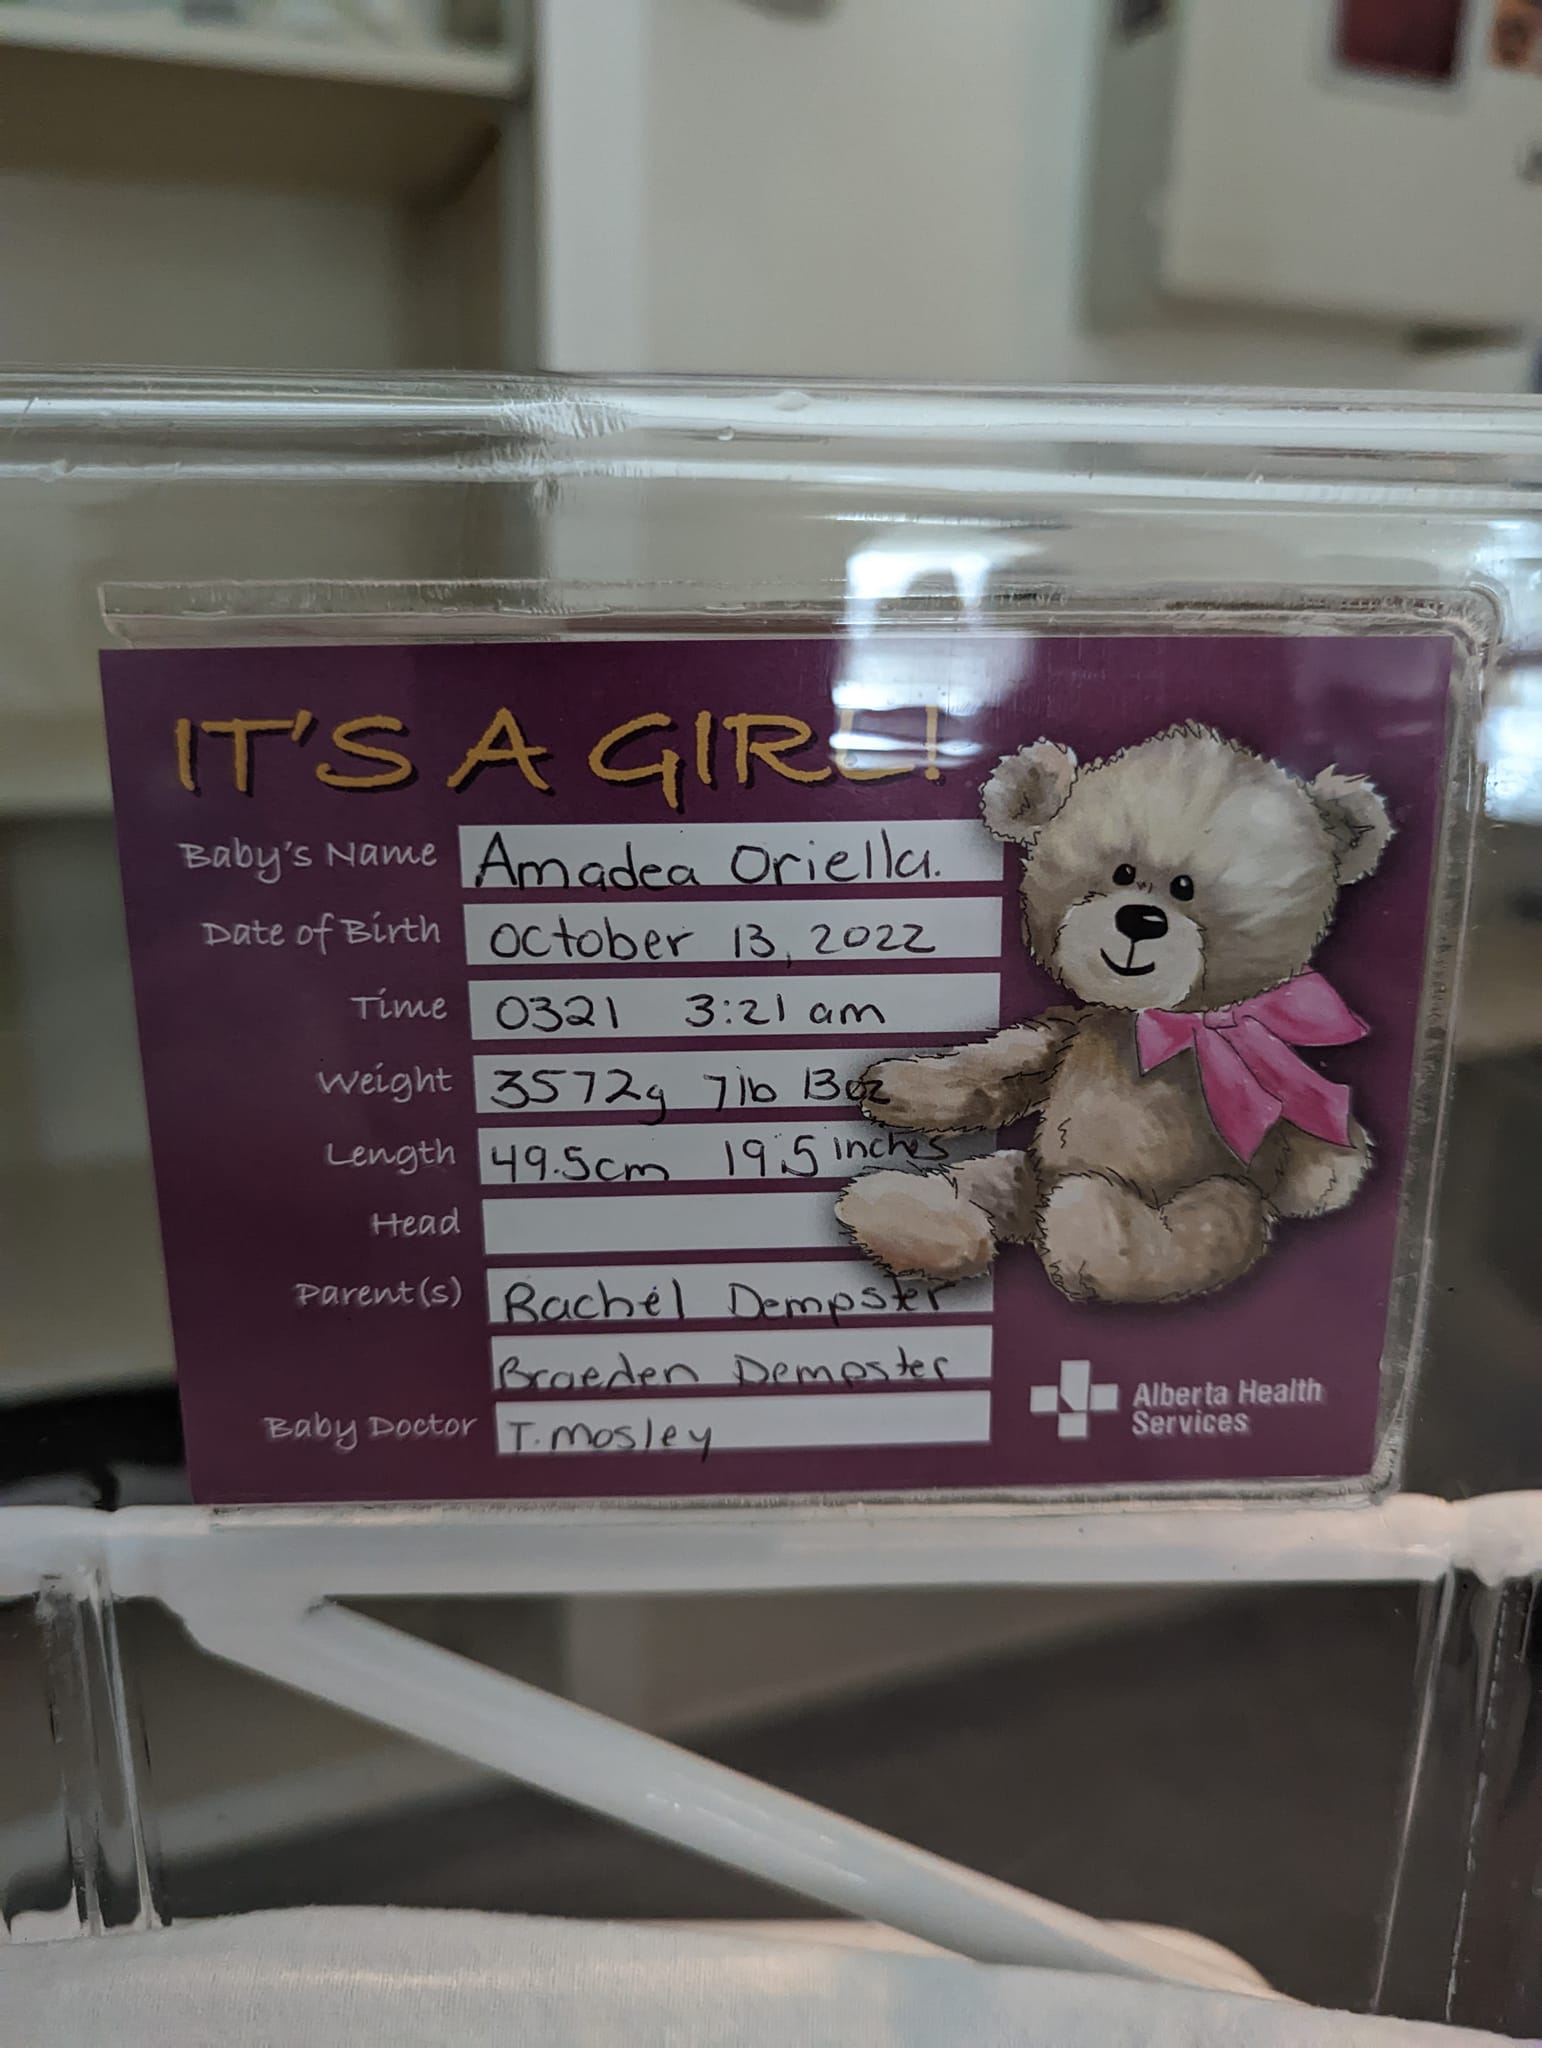 IT'S A GIRL!
Baby's Name Amadea Oriella.
Date of Birth October 13, 2022
Time 0321 3:21 am
Weight 3572g 7lb 13oz
Length 49.5cm 19.5 inches
Head
Parent(s) Rachel Dempster
Braeden Dempster
Baby Doctor T. Mosley
Alberta Health
Services